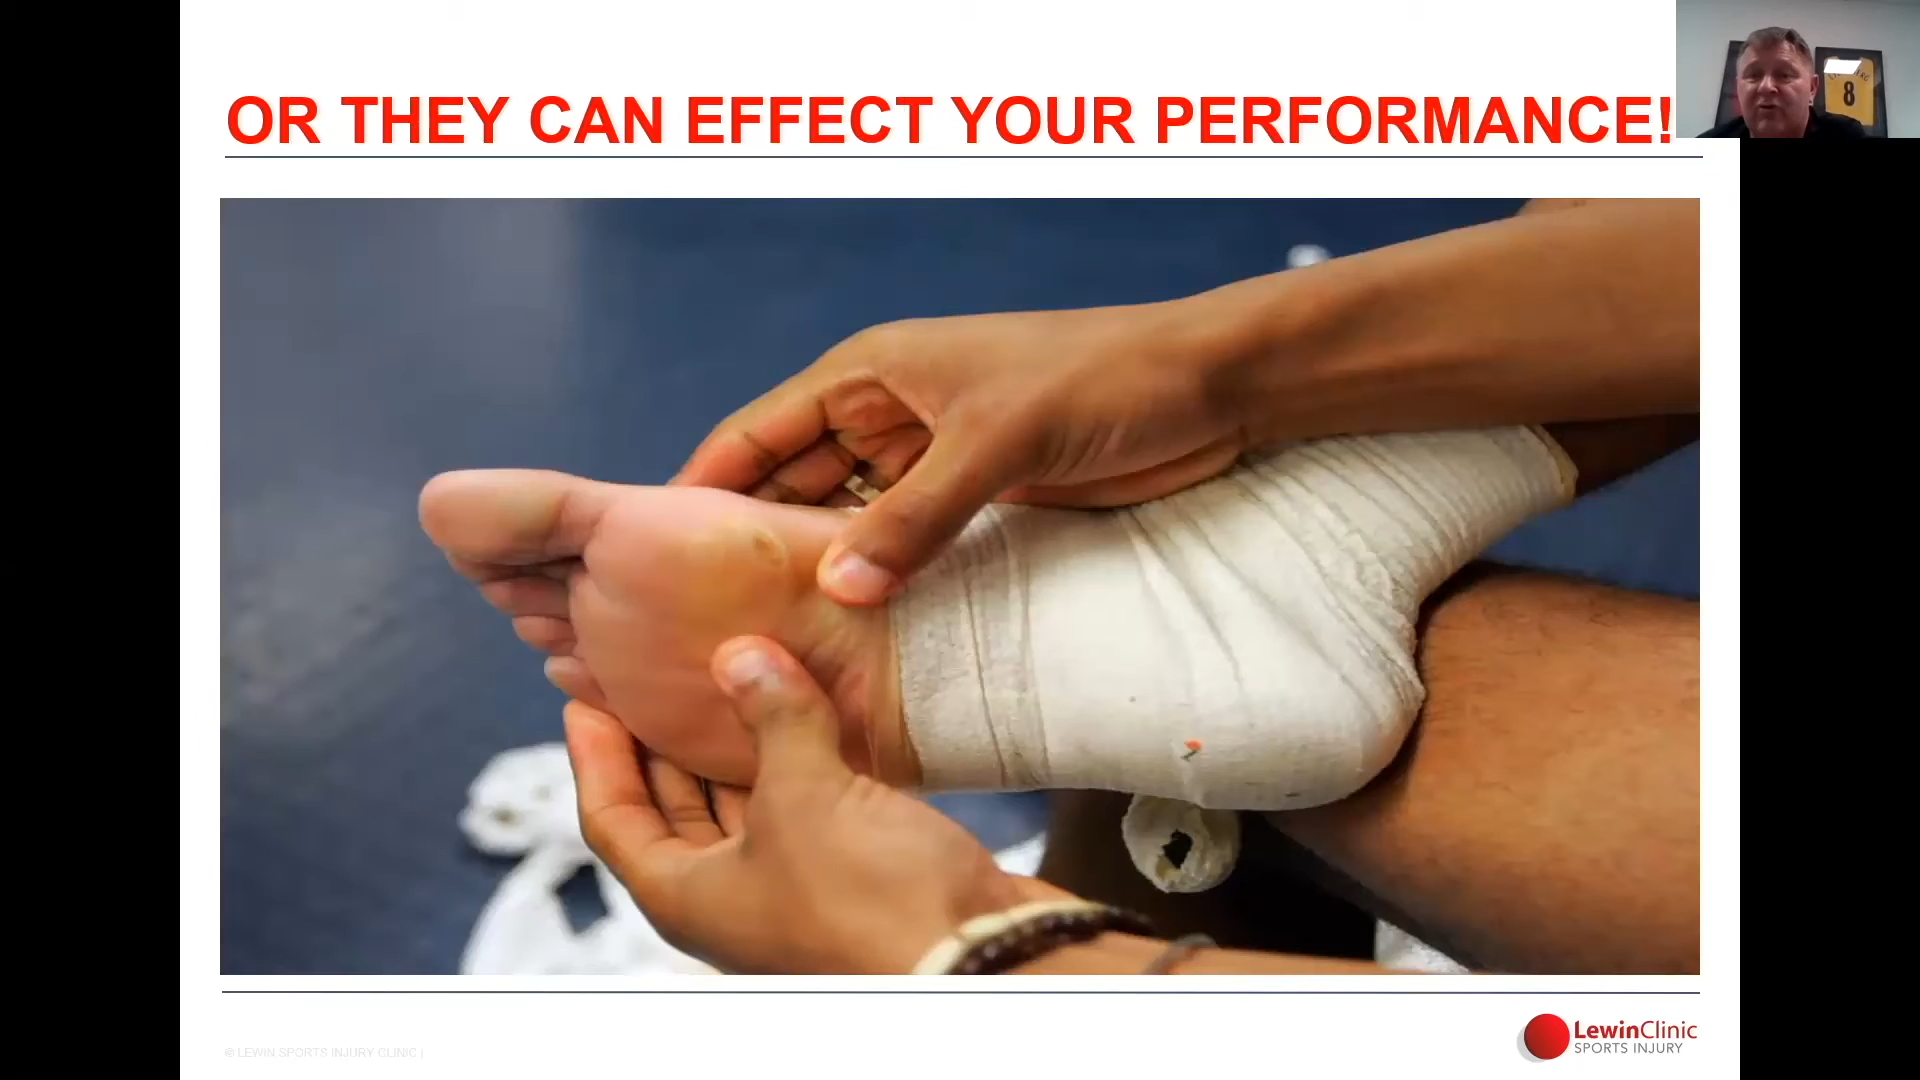 OR THEY CAN EFFECT YOUR PERFORMANCE!
8
© LEWIN SPORTS INJURY CLINIC |
LewinClinic
SPORTS INJURY